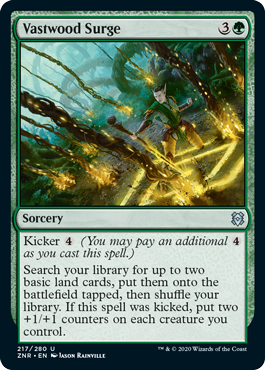 Vastwood Surge 3
Sorcery
Kicker 4 (You may pay an additional 4
as you cast this spell.)
Search your library for up to two
basic land cards, put them onto the
battlefield tapped, then shuffle your
library. If this spell was kicked, put two
+1/+1 counters on each creature you
control.
217/280 U
ZNR • EN Jason Rainville
™ & © 2020 Wizards of the Coast